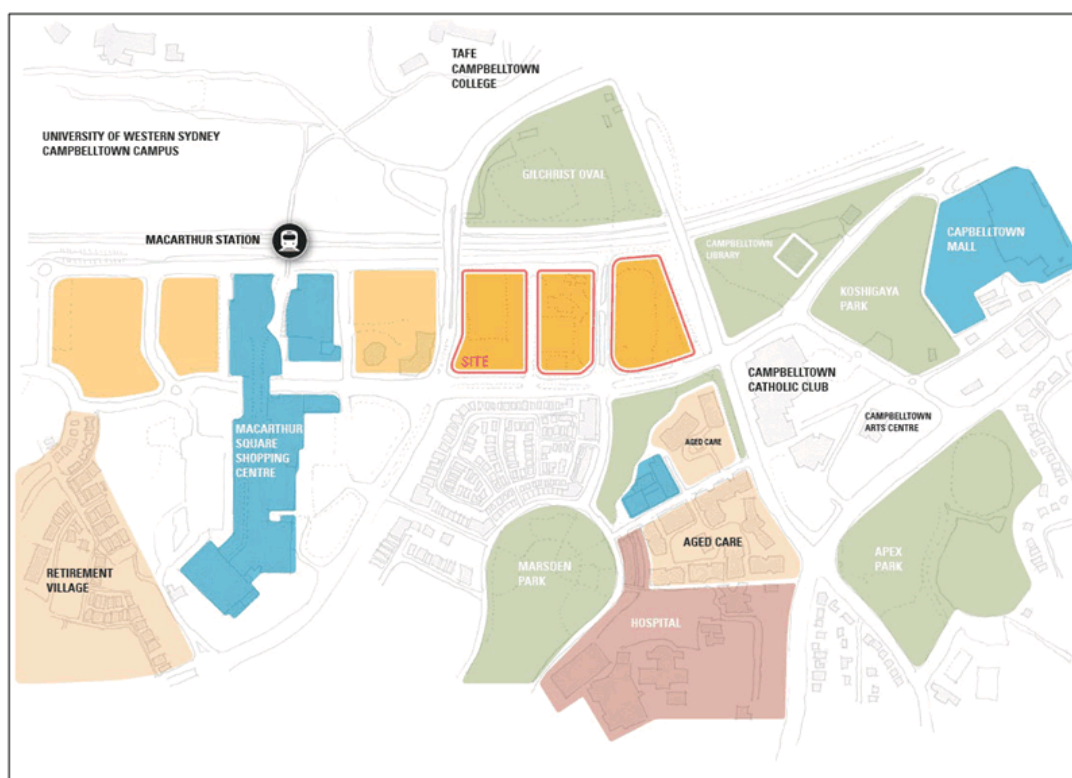 TAFE
CAMPBELLTOWN
COLLEGE
UNIVERSITY OF WESTERN SYDNEY
CAMPBELLTOWN CAMPUS
GILCHRIST OVAL
MACARTHUR STATION
CAMPBELLTOWN
LIBRARY
CAPBELLTOWN
MALL
KOSHIGAYA
PARK
SITE
CAMPBELLTOWN
CATHOLIC CLUB
CAMPBELLTOWN
ARTS CENTRE
MACARTHUR
SQUARE
SHOPPING
CENTRE
AGED CARE
AGED CARE
RETIREMENT
VILLAGE
MARSDEN
PARK
APEX
PARK
HOSPITAL